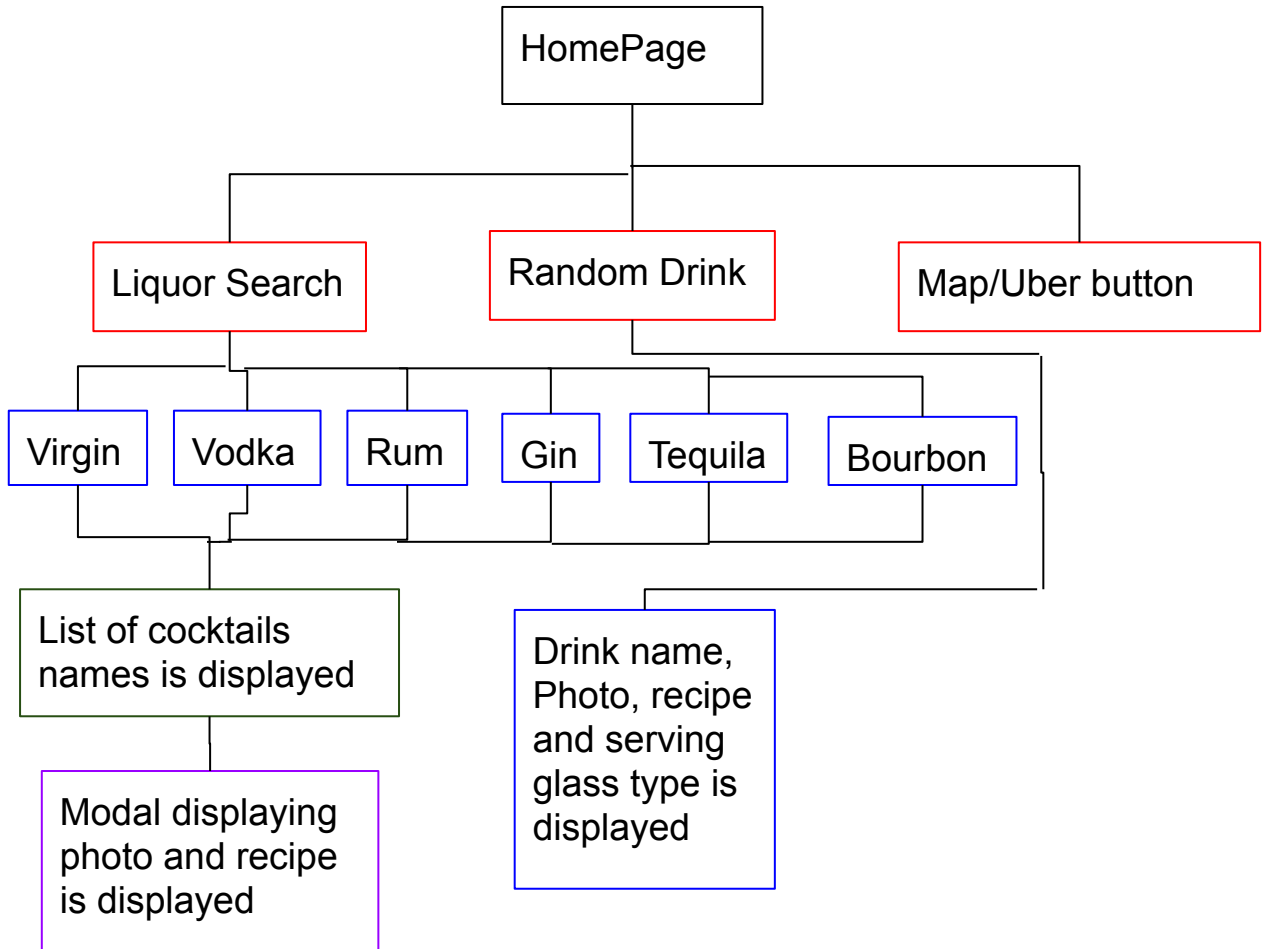 HomePage
Liquor Search
Random Drink
Map/Uber button
Virgin
Vodka
Rum
Gin
Tequila
Bourbon
List of cocktails
names is displayed
Drink name,
Photo, recipe
and serving
glass type is
displayed
Modal displaying
photo and recipe
is displayed